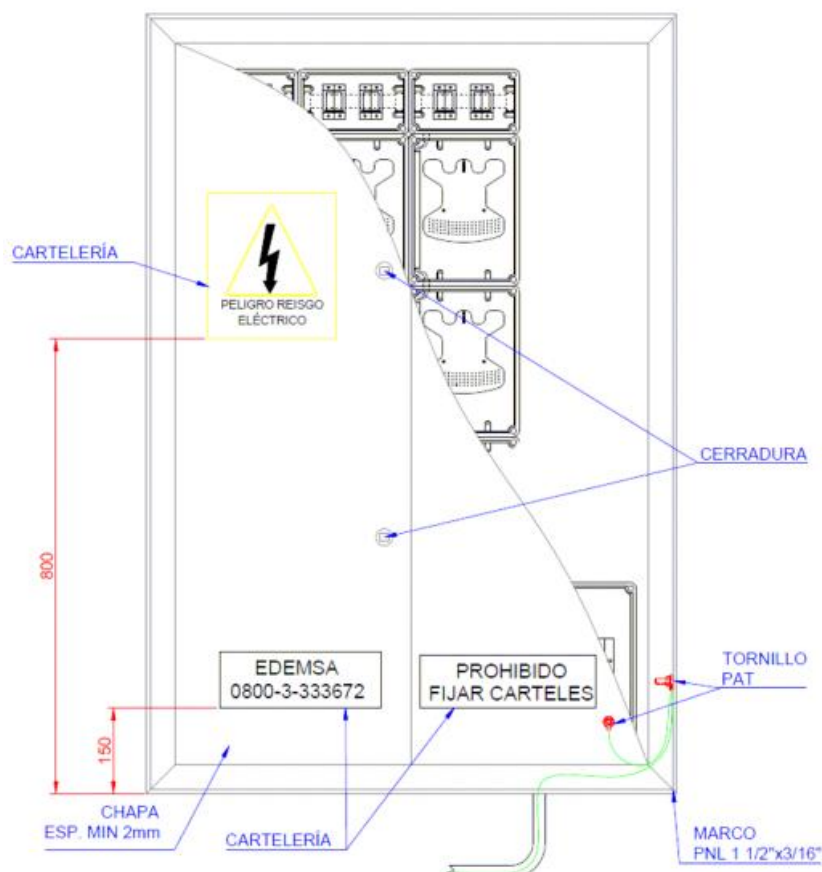 CARTELERÍA
PELIGRO REISGO
ELÉCTRICO
CERRADURA
800
EDEMSA
0800-3-333672
PROHIBIDO
FIJAR CARTELES
TORNILLO
PAT
150
CHAPA
ESP. MIN 2mm
CARTELERÍA
MARCO
PNL 1 1/2"x3/16"